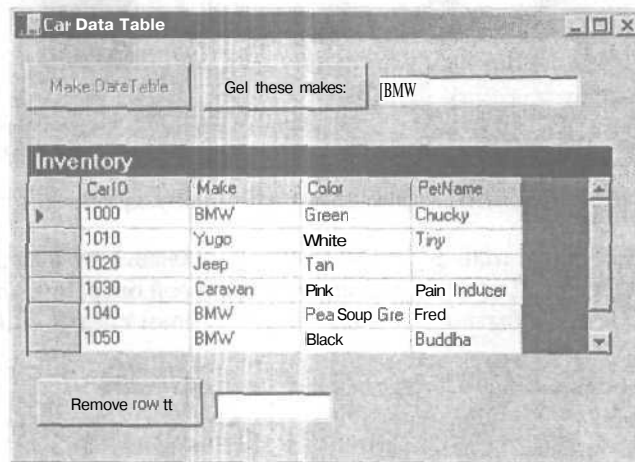 Car Data Table
Make DataTable
Gel these makes:
[BMW
Inventory
CarID Make Color PetName
1000 BMW Green Chucky
1010 Yugo White Tiny
1020 Jeep Tan
1030 Caravan Pink Pain Inducer
1040 BMW Pea Soup Gre Fred
1050 BMW Black Buddha
Remove row tt